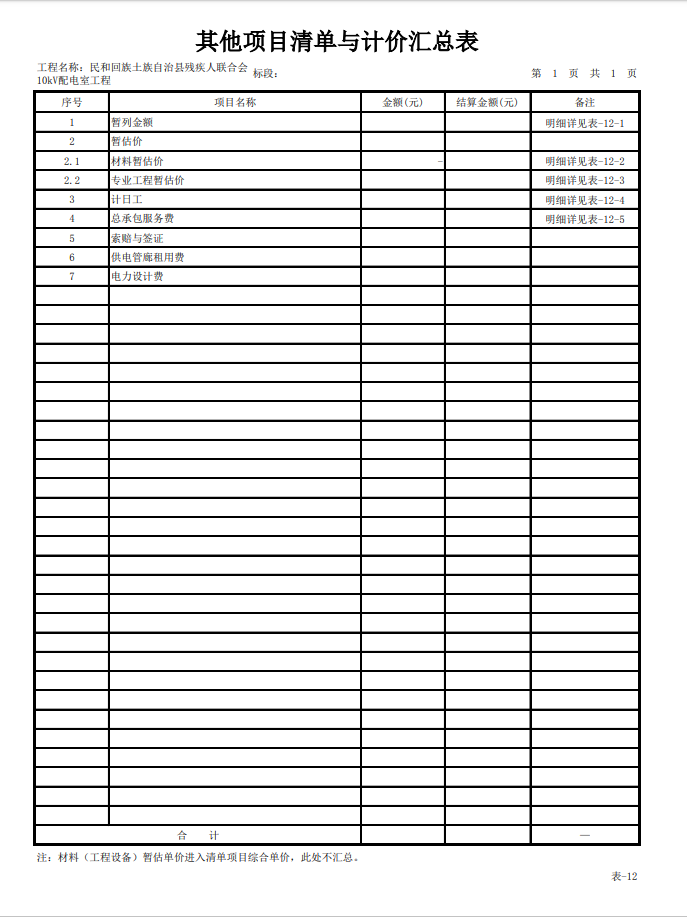 其他项目清单与计价汇总表
工程名称：民和回族土族自治县残疾人联合会
10kV配电室工程
标段：
第 1 页 共 1 页
序号 项目名称 金额(元) 结算金额(元) 备注
1 暂列金额 明细详见表-12-1
2 暂估价
2.1 材料暂估价 - 明细详见表-12-2
2.2 专业工程暂估价 明细详见表-12-3
3 计日工 明细详见表-12-4
4 总承包服务费 明细详见表-12-5
5 索赔与签证
6 供电管廊租用费
7 电力设计费
合 计 —
注：材料（工程设备）暂估单价进入清单项目综合单价，此处不汇总。
表-12